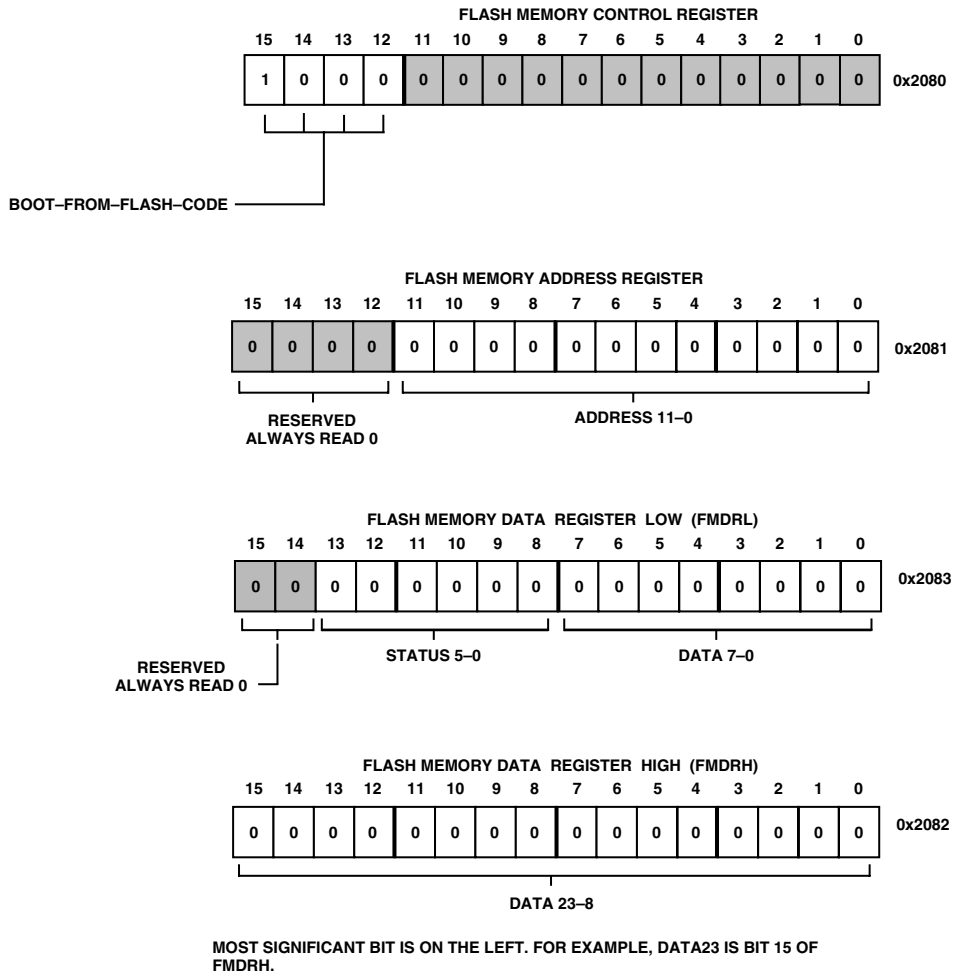 FLASH MEMORY CONTROL REGISTER
15 14 13 12 11 10 9 8 7 6 5 4 3 2 1 0
1 0 0 0 0 0 0 0 0 0 0 0 0 0 0 0 0x2080
BOOT–FROM–FLASH–CODE
FLASH MEMORY ADDRESS REGISTER
15 14 13 12 11 10 9 8 7 6 5 4 3 2 1 0
0 0 0 0 0 0 0 0 0 0 0 0 0 0 0 0 0x2081
RESERVED
ALWAYS READ 0
ADDRESS 11–0
FLASH MEMORY DATA REGISTER LOW (FMDRL)
15 14 13 12 11 10 9 8 7 6 5 4 3 2 1 0
0 0 0 0 0 0 0 0 0 0 0 0 0 0 0 0 0x2083
RESERVED
ALWAYS READ 0
STATUS 5–0
DATA 7–0
FLASH MEMORY DATA REGISTER HIGH (FMDRH)
15 14 13 12 11 10 9 8 7 6 5 4 3 2 1 0
0 0 0 0 0 0 0 0 0 0 0 0 0 0 0 0 0x2082
DATA 23–8
MOST SIGNIFICANT BIT IS ON THE LEFT. FOR EXAMPLE, DATA23 IS BIT 15 OF
FMDRH.